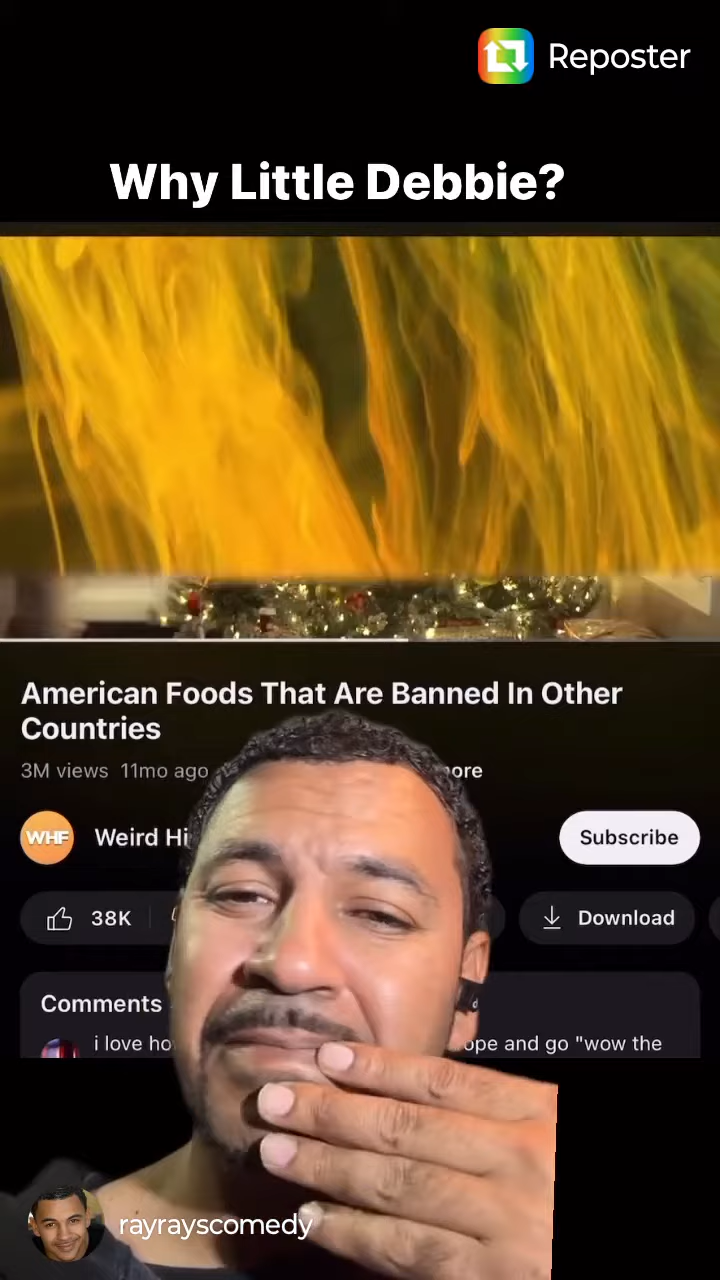 Reposter
Why Little Debbie?
American Foods That Are Banned In Other
Countries
3M views 11mo ago ore
WHF Weird Hi Subscribe
38K Download
Comments
i love ho ope and go "wow the
rayrayscomedy